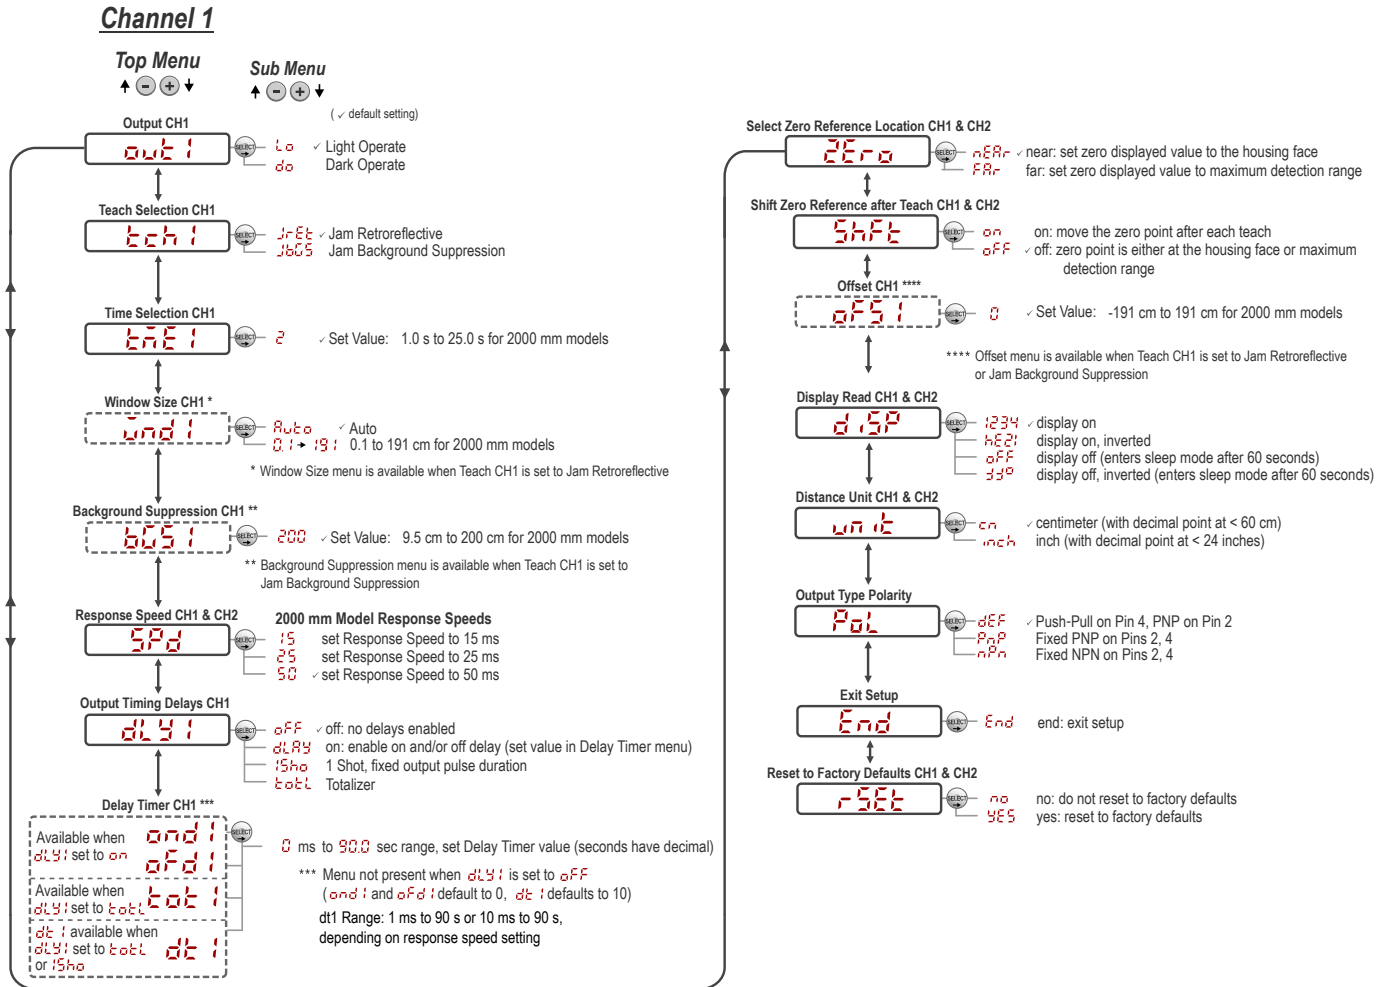 Channel 1
Top Menu
- +
Sub Menu
- +
( ✓ default setting)
Output CH1
out1
SELECT
Lo ✓ Light Operate
do Dark Operate
Teach Selection CH1
tch1
SELECT
JrEt ✓ Jam Retroreflective
JbGS Jam Background Suppression
Time Selection CH1
tmE1
SELECT
2 ✓ Set Value: 1.0 s to 25.0 s for 2000 mm models
Window Size CH1 *
wnd1
SELECT
Auto ✓ Auto
0.1 → 191 0.1 to 191 cm for 2000 mm models
* Window Size menu is available when Teach CH1 is set to Jam Retroreflective
Background Suppression CH1 **
bGS1
SELECT
200 ✓ Set Value: 9.5 cm to 200 cm for 2000 mm models
** Background Suppression menu is available when Teach CH1 is set to
Jam Background Suppression
Response Speed CH1 & CH2
SPd
SELECT
2000 mm Model Response Speeds
15 set Response Speed to 15 ms
25 set Response Speed to 25 ms
50 ✓ set Response Speed to 50 ms
Output Timing Delays CH1
dLY1
SELECT
oFF ✓ off: no delays enabled
dLAY on: enable on and/or off delay (set value in Delay Timer menu)
1Sho 1 Shot, fixed output pulse duration
totL Totalizer
Delay Timer CH1 ***
Available when
dLY1 set to on
ond1
oFd1
SELECT
Available when
dLY1 set to totL
tot1
dt1 available when
dLY1 set to totL
or 1Sho
dt1
0 ms to 90.0 sec range, set Delay Timer value (seconds have decimal)
*** Menu not present when dLY1 is set to oFF
(ond1 and oFd1 default to 0, dt1 defaults to 10)
dt1 Range: 1 ms to 90 s or 10 ms to 90 s,
depending on response speed setting
Select Zero Reference Location CH1 & CH2
ZEro
SELECT
nEAr ✓ near: set zero displayed value to the housing face
FAr far: set zero displayed value to maximum detection range
Shift Zero Reference after Teach CH1 & CH2
ShFt
SELECT
on on: move the zero point after each teach
oFF ✓ off: zero point is either at the housing face or maximum
detection range
Offset CH1 ****
oFS1
SELECT
0 ✓ Set Value: -191 cm to 191 cm for 2000 mm models
**** Offset menu is available when Teach CH1 is set to Jam Retroreflective
or Jam Background Suppression
Display Read CH1 & CH2
diSP
SELECT
1234 ✓ display on
hEZ1 display on, inverted
oFF display off (enters sleep mode after 60 seconds)
display off, inverted (enters sleep mode after 60 seconds)
Distance Unit CH1 & CH2
unit
SELECT
cn ✓ centimeter (with decimal point at < 60 cm)
inch inch (with decimal point at < 24 inches)
Output Type Polarity
PoL
SELECT
dEF ✓ Push-Pull on Pin 4, PNP on Pin 2
PnP Fixed PNP on Pins 2, 4
nPn Fixed NPN on Pins 2, 4
Exit Setup
End
SELECT
End end: exit setup
Reset to Factory Defaults CH1 & CH2
rSEt
SELECT
no no: do not reset to factory defaults
YES yes: reset to factory defaults